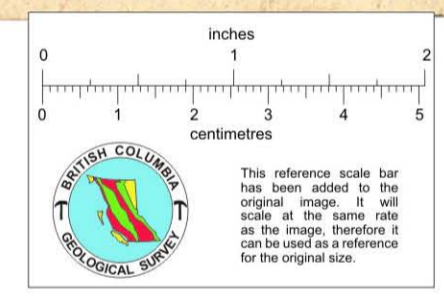 inches
0 1 2
0 1 2 3 4 5
centimetres
BRITISH COLUMBIA
GEOLOGICAL SURVEY
This reference scale bar
has been added to the
original image. It will
scale at the same rate
as the image, therefore it
can be used as a reference
for the original size.